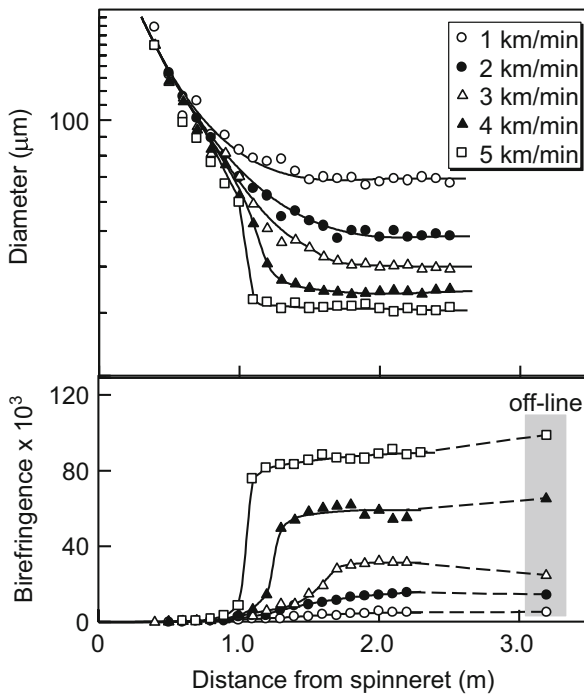 1 km/min
2 km/min
3 km/min
4 km/min
5 km/min
100
Diameter (μm)
120
80
40
0
Birefringence x 10³
off-line
0
1.0
2.0
3.0
Distance from spinneret (m)